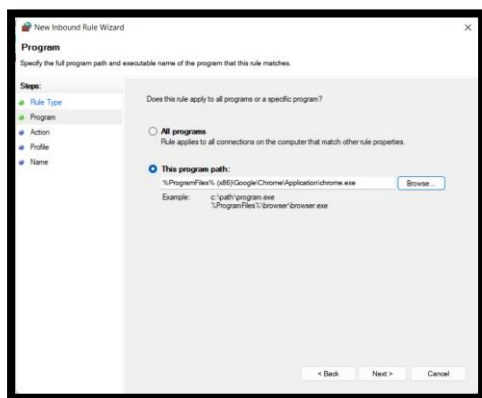 New Inbound Rule Wizard
Program
Specify the full program path and executable name of the program that this rule matches.
Steps:
Rule Type
Program
Action
Profile
Name
Does this rule apply to all programs or a specific program?
All programs
Rule applies to all connections on the computer that match other rule properties.
This program path:
%ProgramFiles% (x86)\Google\Chrome\Application\chrome.exe
Browse...
Example: c:\path\program.exe
%ProgramFiles%\browser\browser.exe
< Back Next > Cancel